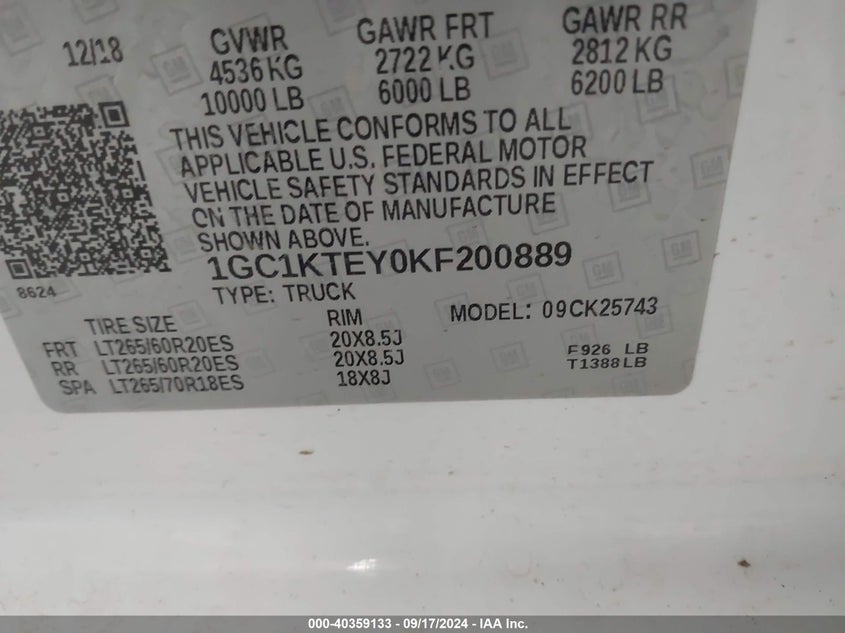 12/18 GVWR GAWR FRT GAWR RR
4536 KG 2722 KG 2812 KG
10000 LB 6000 LB 6200 LB
THIS VEHICLE CONFORMS TO ALL
APPLICABLE U.S. FEDERAL MOTOR
VEHICLE SAFETY STANDARDS IN EFFECT
ON THE DATE OF MANUFACTURE
SHOWN ABOVE.
1GC1KTEY0KF200889
8624 TYPE: TRUCK MODEL: 09CK25743
TIRE SIZE RIM
FRT LT265/60R20ES 20X8.5J
RR LT265/60R20ES 20X8.5J
SPA LT265/70R18ES 18X8J
F926 LB
T1388LB
000-40359133 - 09/17/2024 - IAA Inc.